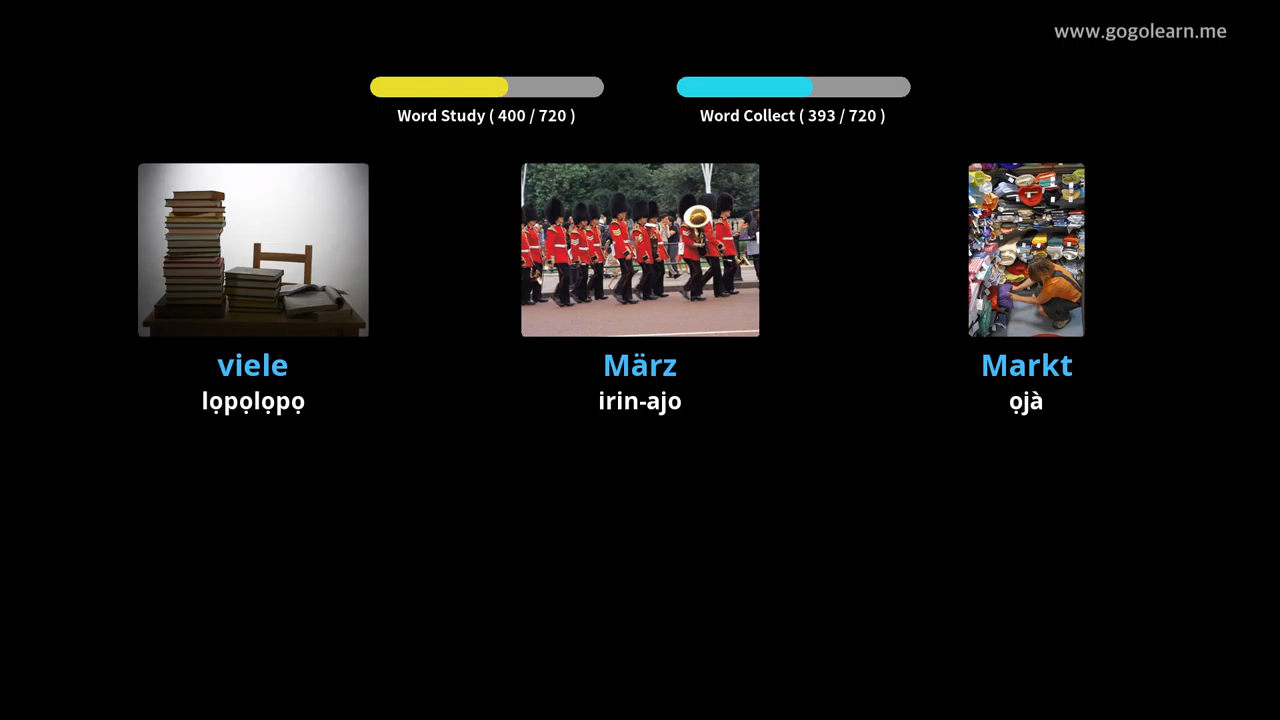 www.gogolearn.me
Word Study ( 400 / 720 )
Word Collect ( 393 / 720 )
viele
lọpọlọpọ
März
irin-ajo
Markt
ọjà